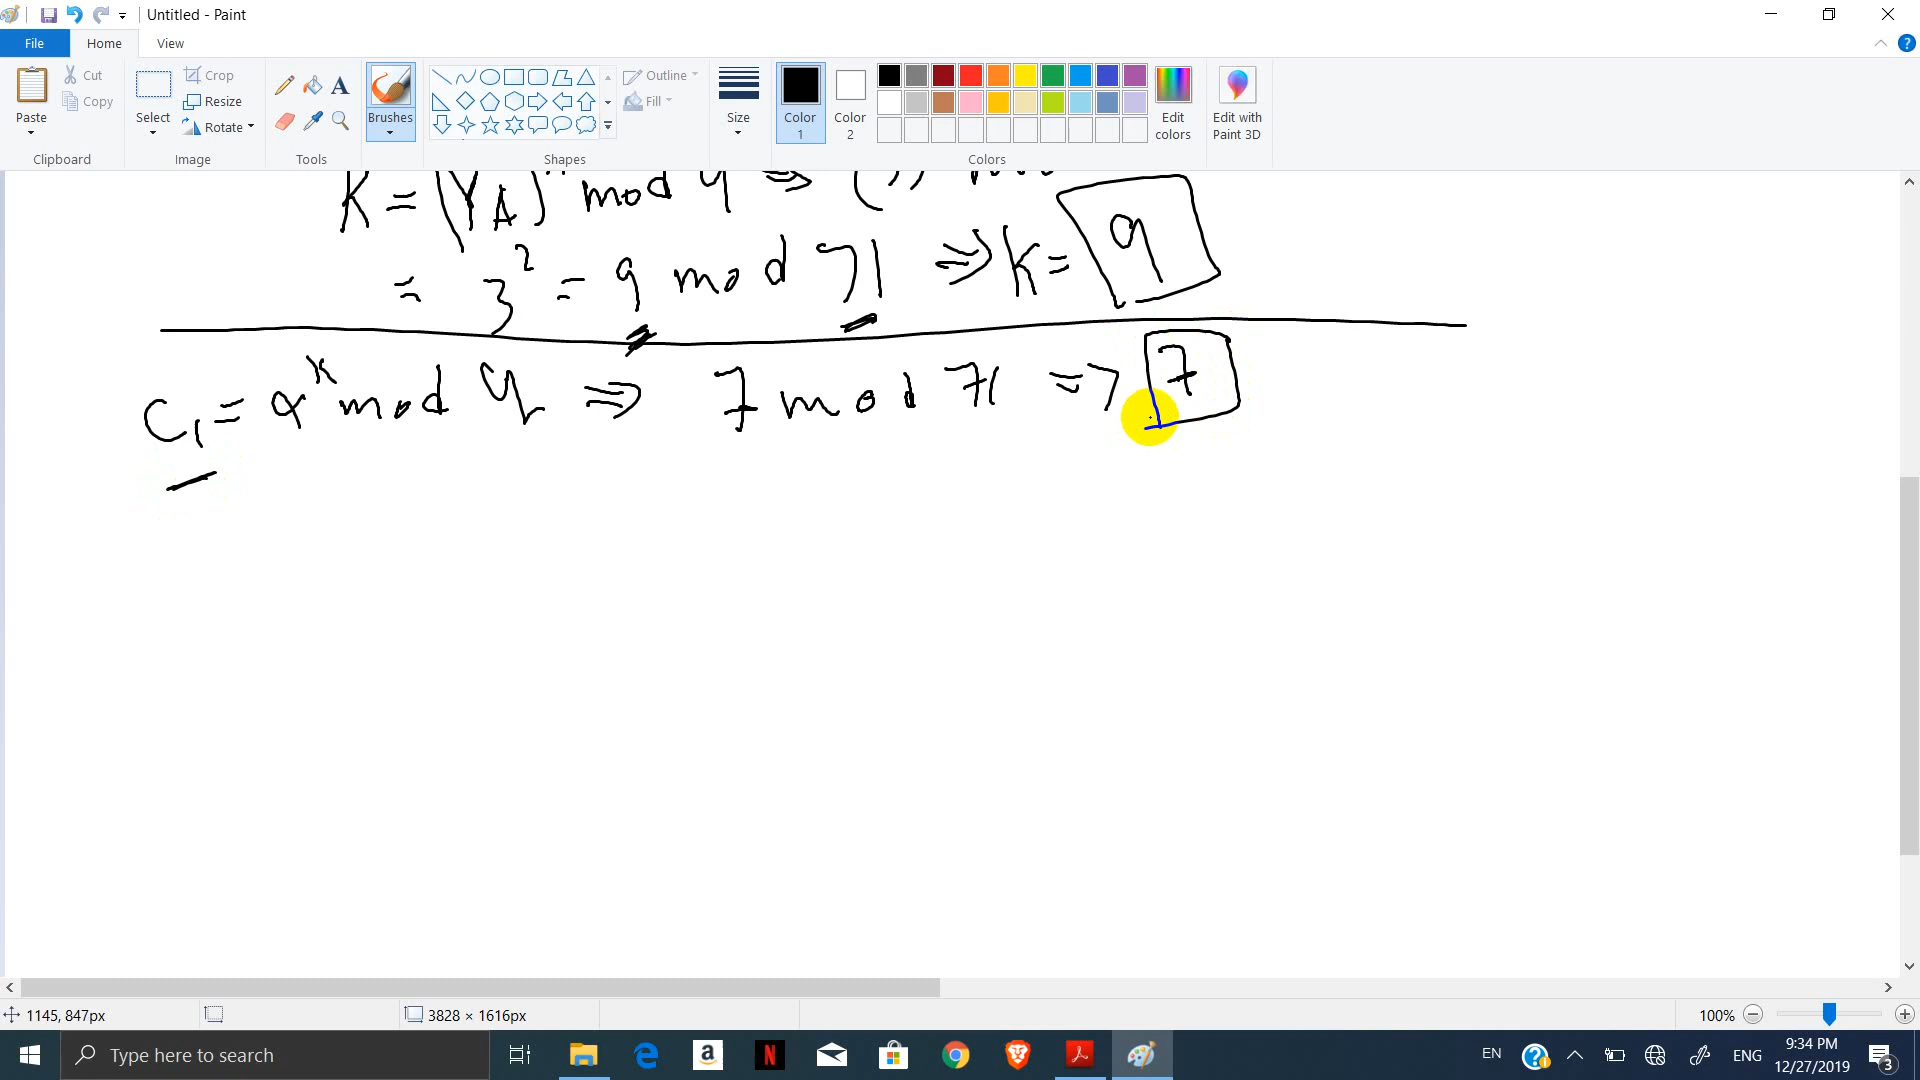 Untitled - Paint
File Home View
Paste
Cut
Copy
Clipboard
Select
Crop
Resize
Rotate
Image
Tools
Brushes
Shapes
Outline
Fill
Size
Color 1
Color 2
Colors
Edit colors
Edit with Paint 3D
K = (YA) mod q ⇒
= 3² = 9 mod 71 ⇒ K = 9
C₁ = α^k mod q ⇒ 7 mod 71 => 7
1145, 847px
3828 × 1616px
100%
Type here to search
a
N
EN
ENG
9:34 PM
12/27/2019
3